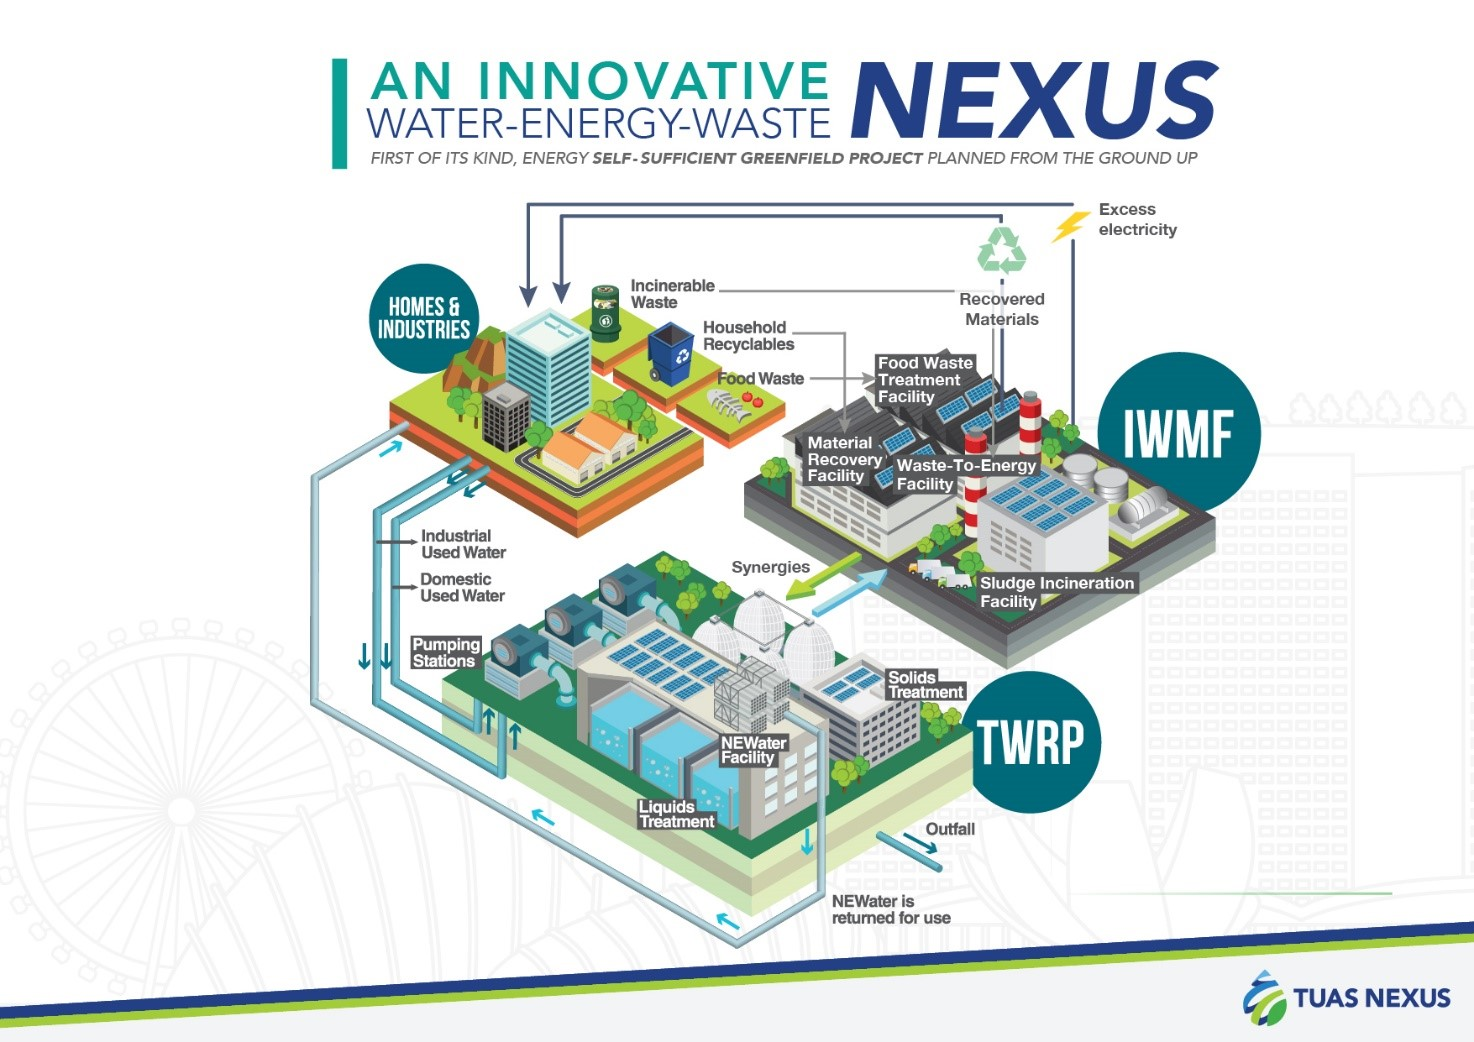 AN INNOVATIVE
WATER-ENERGY-WASTE
NEXUS
FIRST OF ITS KIND, ENERGY SELF-SUFFICIENT GREENFIELD PROJECT PLANNED FROM THE GROUND UP
Excess
electricity
Recovered
Materials
HOMES &
INDUSTRIES
Incinerable
Waste
Household
Recyclables
Food Waste
Food Waste
Treatment
Facility
Material
Recovery
Facility
Waste-To-Energy
Facility
IWMF
Sludge Incineration
Facility
Synergies
Industrial
Used Water
Domestic
Used Water
Pumping
Stations
Solids
Treatment
NEWater
Facility
Liquids
Treatment
TWRP
Outfall
NEWater is
returned for use
TUAS NEXUS